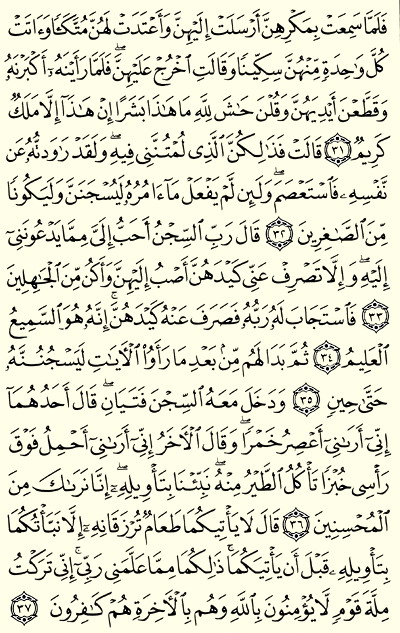 فَلَمَّا سَمِعَتۡ بِمَكۡرِهِنَّ أَرۡسَلَتۡ إِلَيۡهِنَّ وَأَعۡتَدَتۡ لَهُنَّ مُتَّكَـٔٗا وَءَاتَتۡ
كُلَّ وَٰحِدَةٖ مِّنۡهُنَّ سِكِّينٗا وَقَالَتِ ٱخۡرُجۡ عَلَيۡهِنَّۖ فَلَمَّا رَأَيۡنَهُۥٓ أَكۡبَرۡنَهُۥ
وَقَطَّعۡنَ أَيۡدِيَهُنَّ وَقُلۡنَ حَٰشَ لِلَّهِ مَا هَٰذَا بَشَرًا إِنۡ هَٰذَآ إِلَّا مَلَكٞ
كَرِيمٞ ٣١ قَالَتۡ فَذَٰلِكُنَّ ٱلَّذِي لُمۡتُنَّنِي فِيهِۖ وَلَقَدۡ رَٰوَدتُّهُۥ عَن
نَّفۡسِهِۦ فَٱسۡتَعۡصَمَۖ وَلَئِن لَّمۡ يَفۡعَلۡ مَآ ءَامُرُهُۥ لَيُسۡجَنَنَّ وَلَيَكُونٗا
مِّنَ ٱلصَّٰغِرِينَ ٣٢ قَالَ رَبِّ ٱلسِّجۡنُ أَحَبُّ إِلَيَّ مِمَّا يَدۡعُونَنِيٓ
إِلَيۡهِۖ وَإِلَّا تَصۡرِفۡ عَنِّي كَيۡدَهُنَّ أَصۡبُ إِلَيۡهِنَّ وَأَكُن مِّنَ ٱلۡجَٰهِلِينَ
٣٣ فَٱسۡتَجَابَ لَهُۥ رَبُّهُۥ فَصَرَفَ عَنۡهُ كَيۡدَهُنَّۚ إِنَّهُۥ هُوَ ٱلسَّمِيعُ
ٱلۡعَلِيمُ ٣٤ ثُمَّ بَدَا لَهُم مِّنۢ بَعۡدِ مَا رَأَوُاْ ٱلۡأٓيَٰتِ لَيَسۡجُنُنَّهُۥ
حَتَّىٰ حِينٖ ٣٥ وَدَخَلَ مَعَهُ ٱلسِّجۡنَ فَتَيَانِۖ قَالَ أَحَدُهُمَآ
إِنِّيٓ أَرَىٰنِيٓ أَعۡصِرُ خَمۡرٗاۖ وَقَالَ ٱلۡأٓخَرُ إِنِّيٓ أَرَىٰنِيٓ أَحۡمِلُ فَوۡقَ
رَأۡسِي خُبۡزٗا تَأۡكُلُ ٱلطَّيۡرُ مِنۡهُۖ نَبِّئۡنَا بِتَأۡوِيلِهِۦٓۖ إِنَّا نَرَىٰكَ مِنَ
ٱلۡمُحۡسِنِينَ ٣٦ قَالَ لَا يَأۡتِيكُمَا طَعَامٞ تُرۡزَقَانِهِۦٓ إِلَّا نَبَّأۡتُكُمَا
بِتَأۡوِيلِهِۦ قَبۡلَ أَن يَأۡتِيَكُمَاۚ ذَٰلِكُمَا مِمَّا عَلَّمَنِي رَبِّيٓۚ إِنِّي تَرَكۡتُ
مِلَّةَ قَوۡمٖ لَّا يُؤۡمِنُونَ بِٱللَّهِ وَهُم بِٱلۡأٓخِرَةِ هُمۡ كَٰفِرُونَ ٣٧